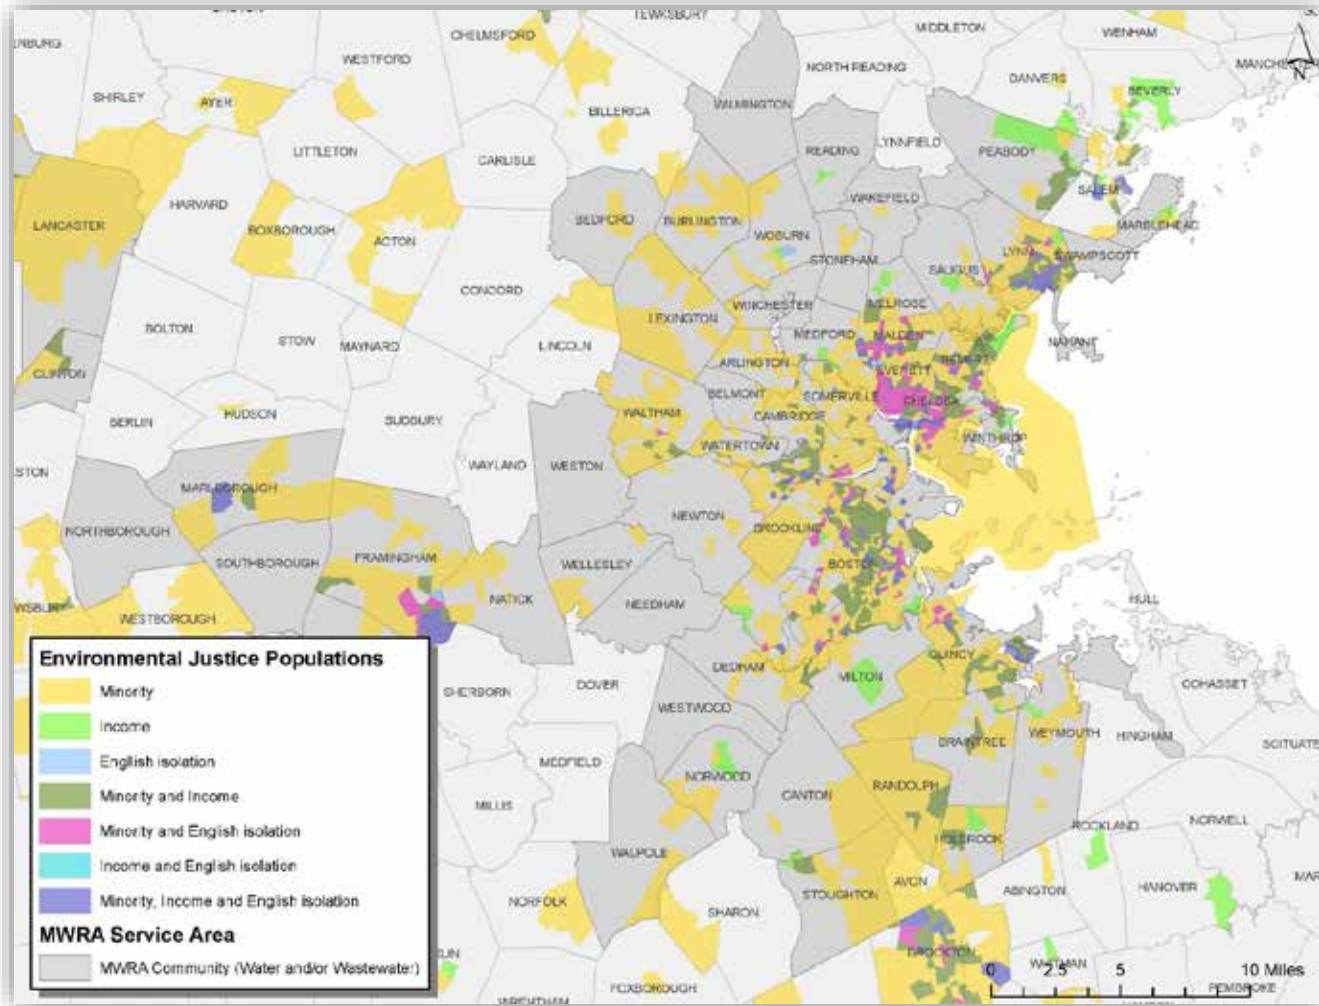 TEWKSBURY
CHELMSFORD
MIDDLETON
WENHAM
WESTFORD
NORTH READING
DANVERS
BEVERLY
SHIRLEY
AYER
BILLERICA
WILMINGTON
N
LITTLETON
CARLISLE
READING
LYNNFIELD
PEABODY
SALEM
HARVARD
WAKEFIELD
MARBLEHEAD
LANCASTER
BOXBOROUGH
ACTON
BEDFORD
BURLINGTON
WOBURN
STONEHAM
LYNN
SWAMPSCOTT
SAUGUS
CONCORD
LEXINGTON
WINCHESTER
MELROSE
BOLTON
STOW
MAYNARD
LINCOLN
MEDFORD
MALDEN
NAHANT
CLINTON
ARLINGTON
REVERE
EVERETT
BERLIN
HUDSON
SUDBURY
WALTHAM
BELMONT
SOMERVILLE
CHELSEA
CAMBRIDGE
WATERTOWN
WINTHROP
WAYLAND
WESTON
MARLBOROUGH
NORTHBOROUGH
NEWTON
BROOKLINE
SOUTHBOROUGH
FRAMINGHAM
WELLESLEY
BOSTON
NATICK
NEEDHAM
HULL
WESTBOROUGH
Environmental Justice Populations
Minority
Income
English isolation
Minority and Income
Minority and English isolation
Income and English isolation
Minority, Income and English isolation
MWRA Service Area
MWRA Community (Water and/or Wastewater)
SHERBORN
DOVER
DEDHAM
MILTON
QUINCY
COHASSET
WESTWOOD
BRAINTREE
WEYMOUTH
HINGHAM
MEDFIELD
NORWOOD
CANTON
RANDOLPH
MILLIS
ROCKLAND
NORWELL
HOLBROOK
WALPOLE
STOUGHTON
AVON
ABINGTON
HANOVER
NORFOLK
SHARON
BROCKTON
WHITMAN
0 2.5 5 10 Miles
FOXBOROUGH
PEMBROKE
WRENTHAM